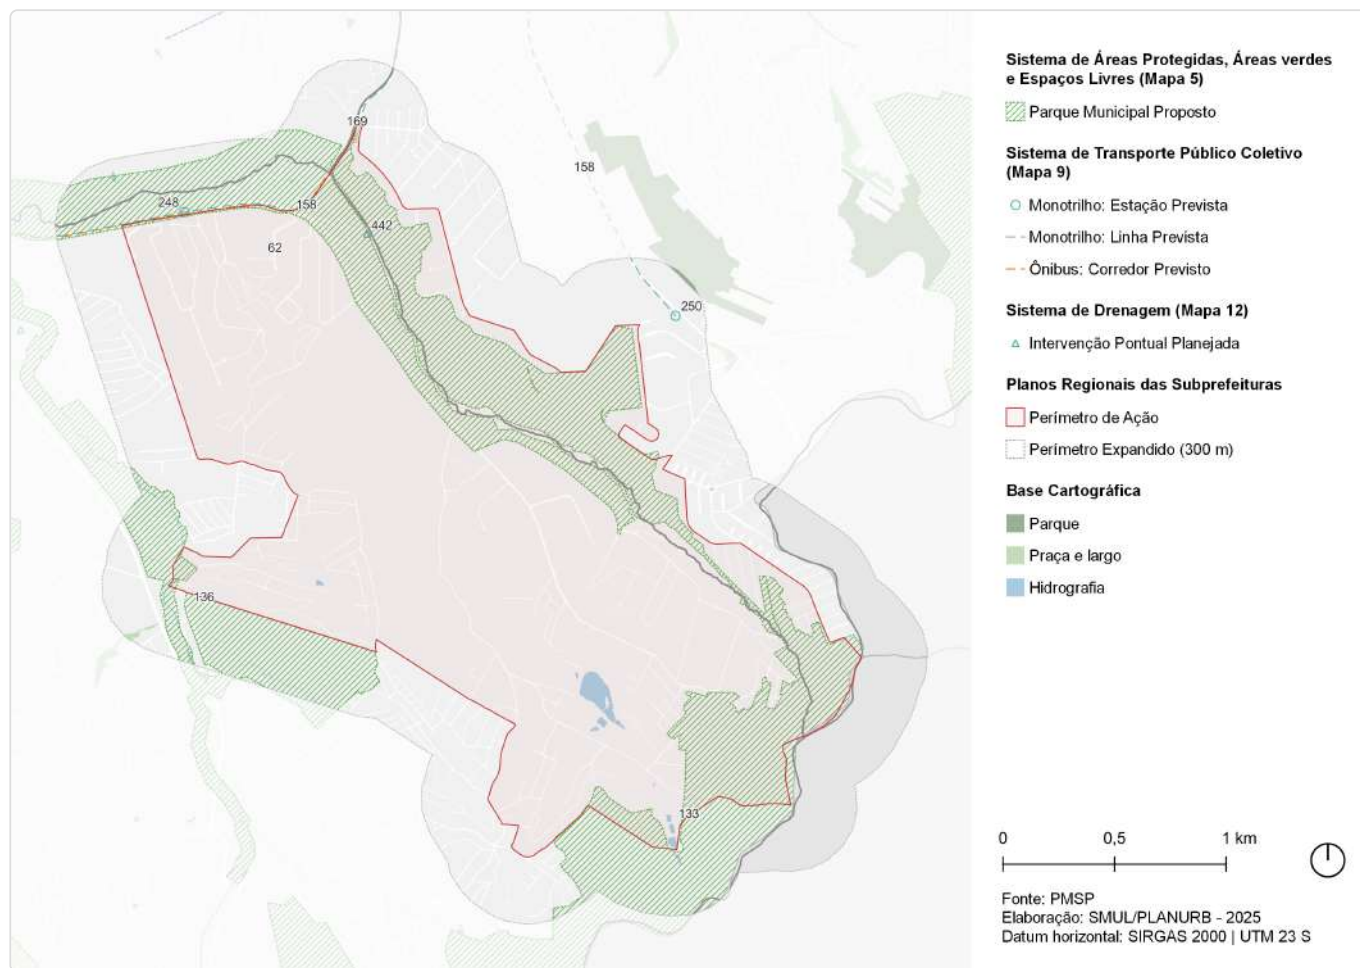 169
158
248
158
442
62
250
136
133
Sistema de Áreas Protegidas, Áreas verdes
e Espaços Livres (Mapa 5)
Parque Municipal Proposto
Sistema de Transporte Público Coletivo
(Mapa 9)
Monotrilho: Estação Prevista
Monotrilho: Linha Prevista
Ônibus: Corredor Previsto
Sistema de Drenagem (Mapa 12)
Intervenção Pontual Planejada
Planos Regionais das Subprefeituras
Perímetro de Ação
Perímetro Expandido (300 m)
Base Cartográfica
Parque
Praça e largo
Hidrografia
0 0,5 1 km
Fonte: PMSP
Elaboração: SMUL/PLANURB - 2025
Datum horizontal: SIRGAS 2000 | UTM 23 S